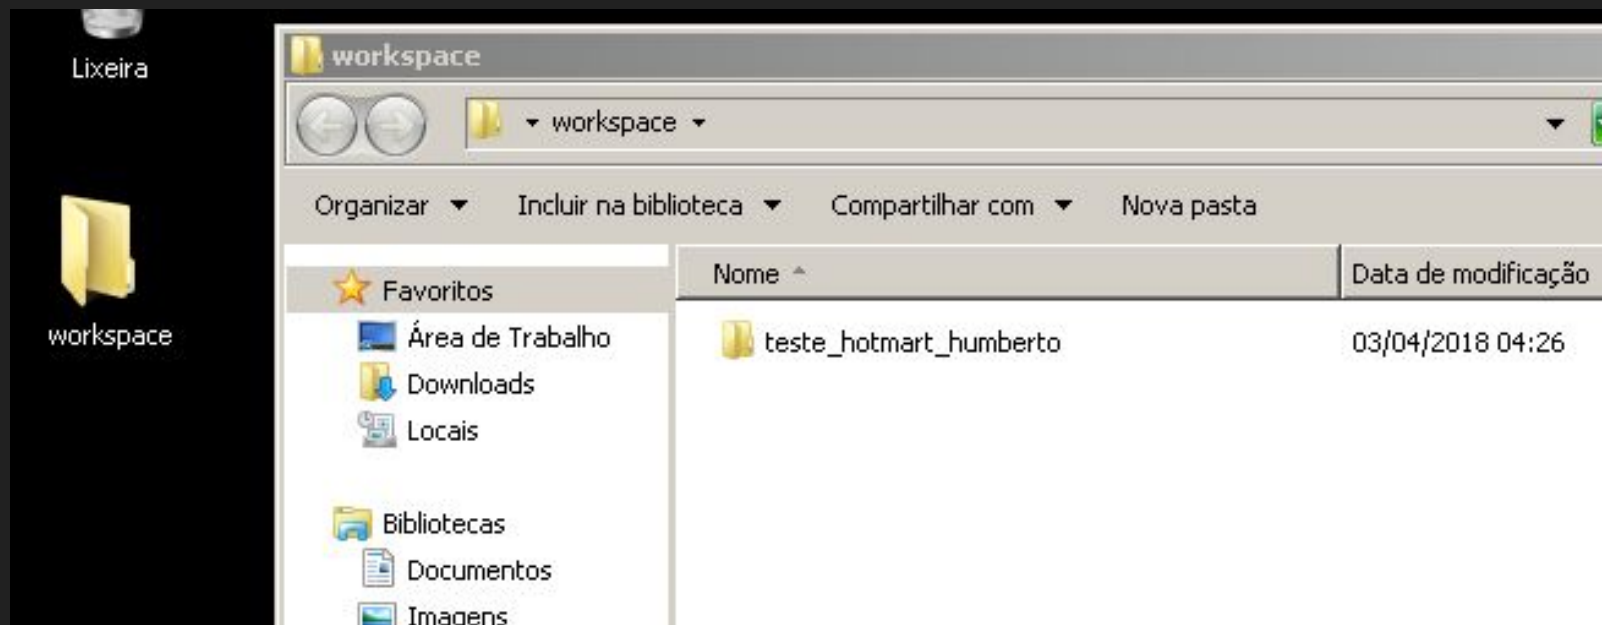 Lixeira
workspace
workspace
workspace
Organizar Incluir na biblioteca Compartilhar com Nova pasta
Nome Data de modificação
Favoritos
Área de Trabalho
Downloads
Locais
Bibliotecas
Documentos
Imagens
teste_hotmart_humberto 03/04/2018 04:26